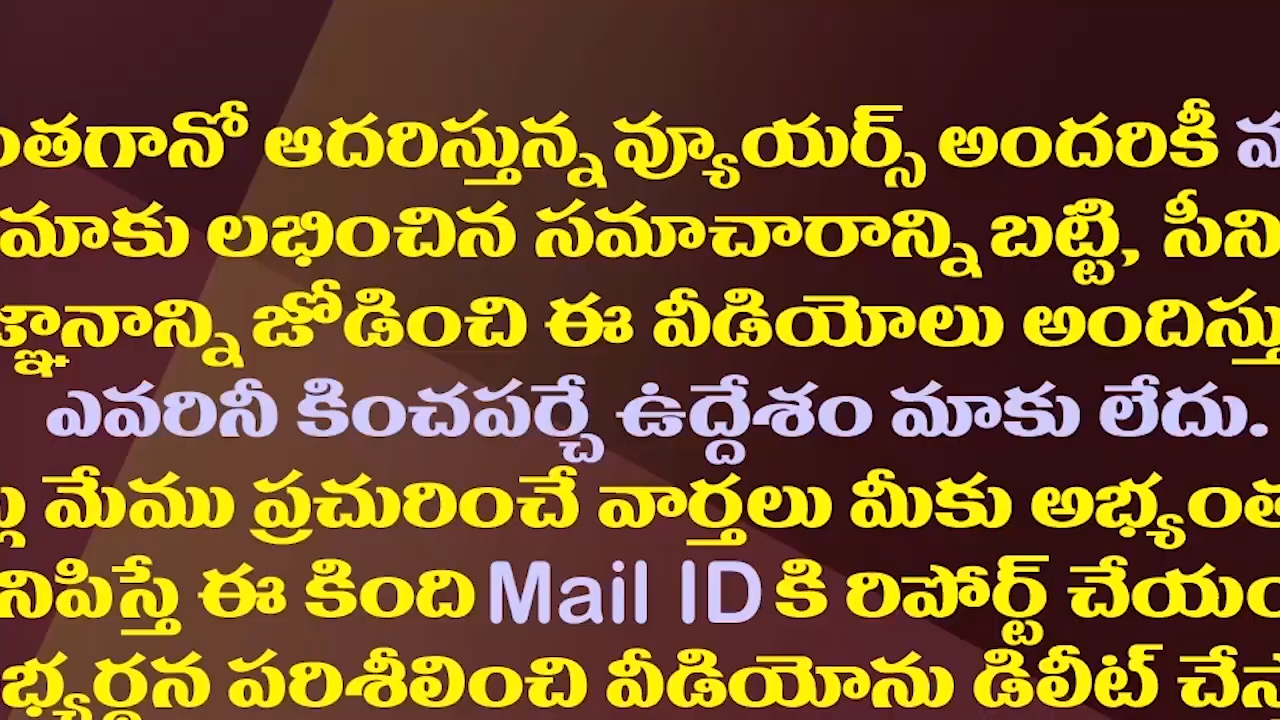 ఆదరిస్తున్న వ్యూయర్స్ అందరికీ
మాకు లభించిన సమాచారాన్ని బట్టి,
జోడించి ఈ వీడియోలు
ఎవరినీ కించపర్చే ఉద్దేశం మాకు లేదు.
మేము ప్రచురించే వార్తలు మీకు
ఈ కింది Mail ID కి రిపోర్ట్
పరిశీలించి వీడియోను డిలీట్